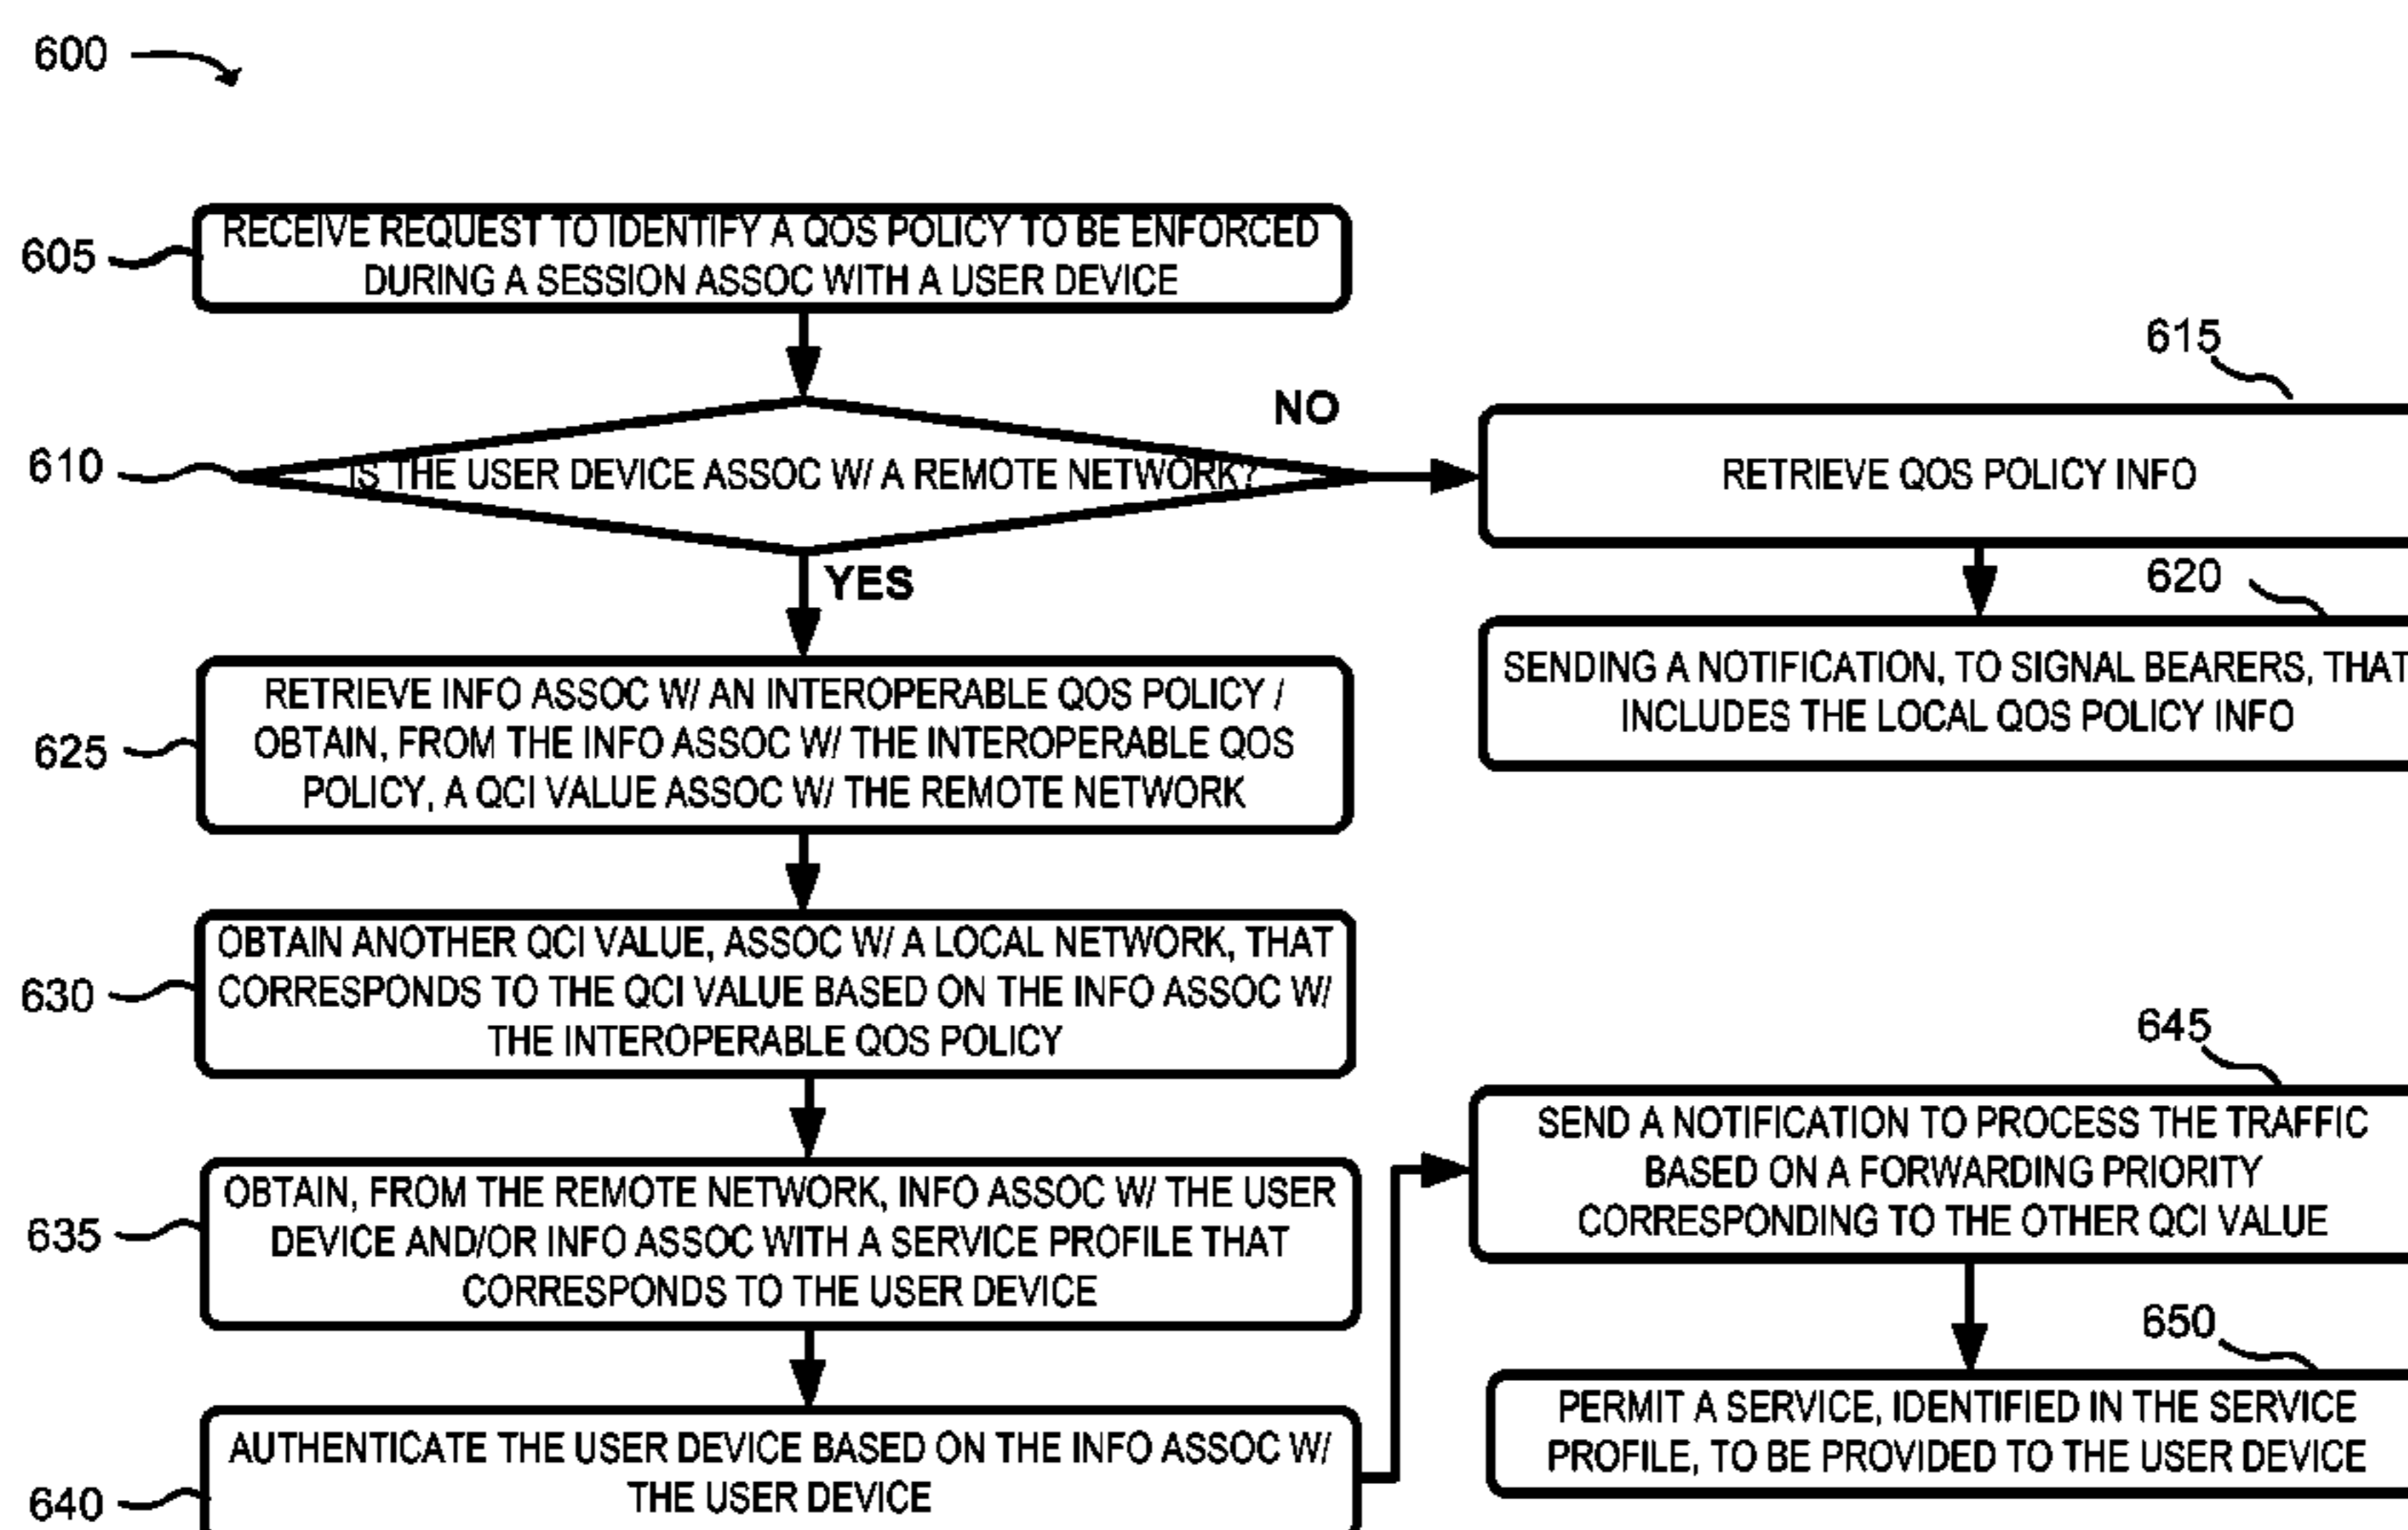 600
605
RECEIVE REQUEST TO IDENTIFY A QOS POLICY TO BE ENFORCED
DURING A SESSION ASSOC WITH A USER DEVICE
610
IS THE USER DEVICE ASSOC W/ A REMOTE NETWORK?
NO
YES
615
RETRIEVE QOS POLICY INFO
620
SENDING A NOTIFICATION, TO SIGNAL BEARERS, THAT
INCLUDES THE LOCAL QOS POLICY INFO
625
RETRIEVE INFO ASSOC W/ AN INTEROPERABLE QOS POLICY /
OBTAIN, FROM THE INFO ASSOC W/ THE INTEROPERABLE QOS
POLICY, A QCI VALUE ASSOC W/ THE REMOTE NETWORK
630
OBTAIN ANOTHER QCI VALUE, ASSOC W/ A LOCAL NETWORK, THAT
CORRESPONDS TO THE QCI VALUE BASED ON THE INFO ASSOC W/
THE INTEROPERABLE QOS POLICY
635
OBTAIN, FROM THE REMOTE NETWORK, INFO ASSOC W/ THE USER
DEVICE AND/OR INFO ASSOC WITH A SERVICE PROFILE THAT
CORRESPONDS TO THE USER DEVICE
640
AUTHENTICATE THE USER DEVICE BASED ON THE INFO ASSOC W/
THE USER DEVICE
645
SEND A NOTIFICATION TO PROCESS THE TRAFFIC
BASED ON A FORWARDING PRIORITY
CORRESPONDING TO THE OTHER QCI VALUE
650
PERMIT A SERVICE, IDENTIFIED IN THE SERVICE
PROFILE, TO BE PROVIDED TO THE USER DEVICE